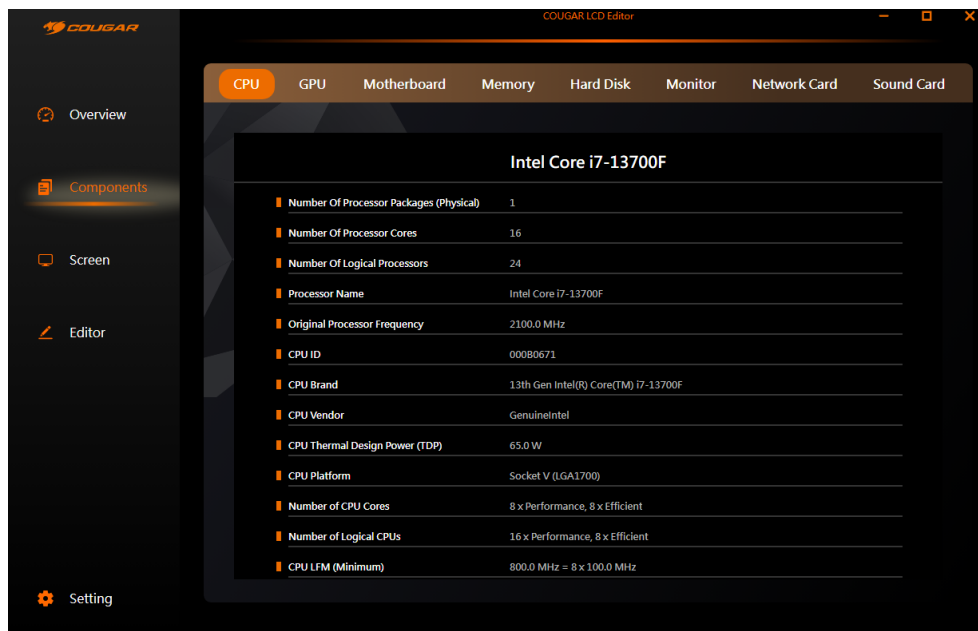 COUGAR
COUGAR LCD Editor
CPU GPU Motherboard Memory Hard Disk Monitor Network Card Sound Card
Overview
Components
Screen
Editor
Setting
Intel Core i7-13700F
Number Of Processor Packages (Physical) 1
Number Of Processor Cores 16
Number Of Logical Processors 24
Processor Name Intel Core i7-13700F
Original Processor Frequency 2100.0 MHz
CPU ID 000B0671
CPU Brand 13th Gen Intel(R) Core(TM) i7-13700F
CPU Vendor GenuineIntel
CPU Thermal Design Power (TDP) 65.0 W
CPU Platform Socket V (LGA1700)
Number of CPU Cores 8 x Performance, 8 x Efficient
Number of Logical CPUs 16 x Performance, 8 x Efficient
CPU LFM (Minimum) 800.0 MHz = 8 x 100.0 MHz